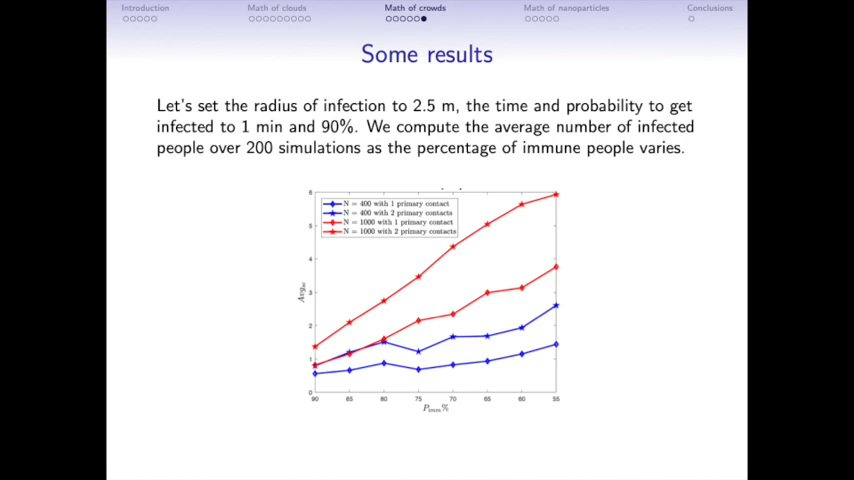 Introduction
Math of clouds
Math of crowds
Math of nanoparticles
Conclusions
Some results
Let's set the radius of infection to 2.5 m, the time and probability to get
infected to 1 min and 90%. We compute the average number of infected
people over 200 simulations as the percentage of immune people varies.
N = 400 with 1 primary contact
N = 400 with 2 primary contacts
N = 1000 with 1 primary contact
N = 1000 with 2 primary contacts
6
5
4
3
2
1
0
90 85 80 75 70 65 60 55
P_imm%